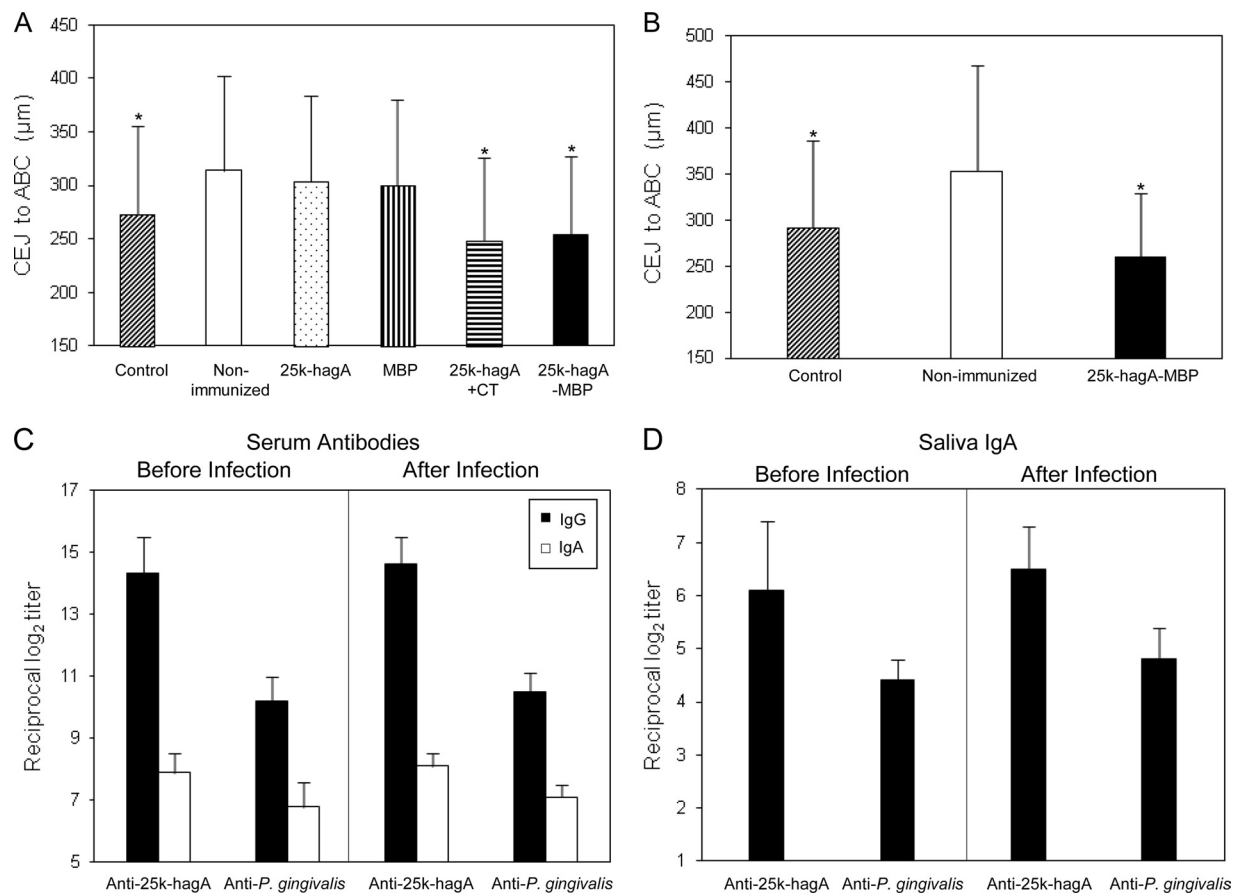 A
CEJ to ABC (μm)
450
400
350
300
250
200
150
*
*
*
Control
Non-
immunized
25k-hagA
MBP
25k-hagA
+CT
25k-hagA
-MBP
B
CEJ to ABC (μm)
500
450
400
350
300
250
200
150
*
*
Control
Non-immunized
25k-hagA-MBP
C
Serum Antibodies
Before Infection
After Infection
Reciprocal log₂ titer
17
15
13
11
9
7
5
IgG
IgA
Anti-25k-hagA
Anti-P. gingivalis
Anti-25k-hagA
Anti-P. gingivalis
D
Saliva IgA
Before Infection
After Infection
Reciprocal log₂ titer
8
7
6
5
4
3
2
1
Anti-25k-hagA
Anti-P. gingivalis
Anti-25k-hagA
Anti-P. gingivalis